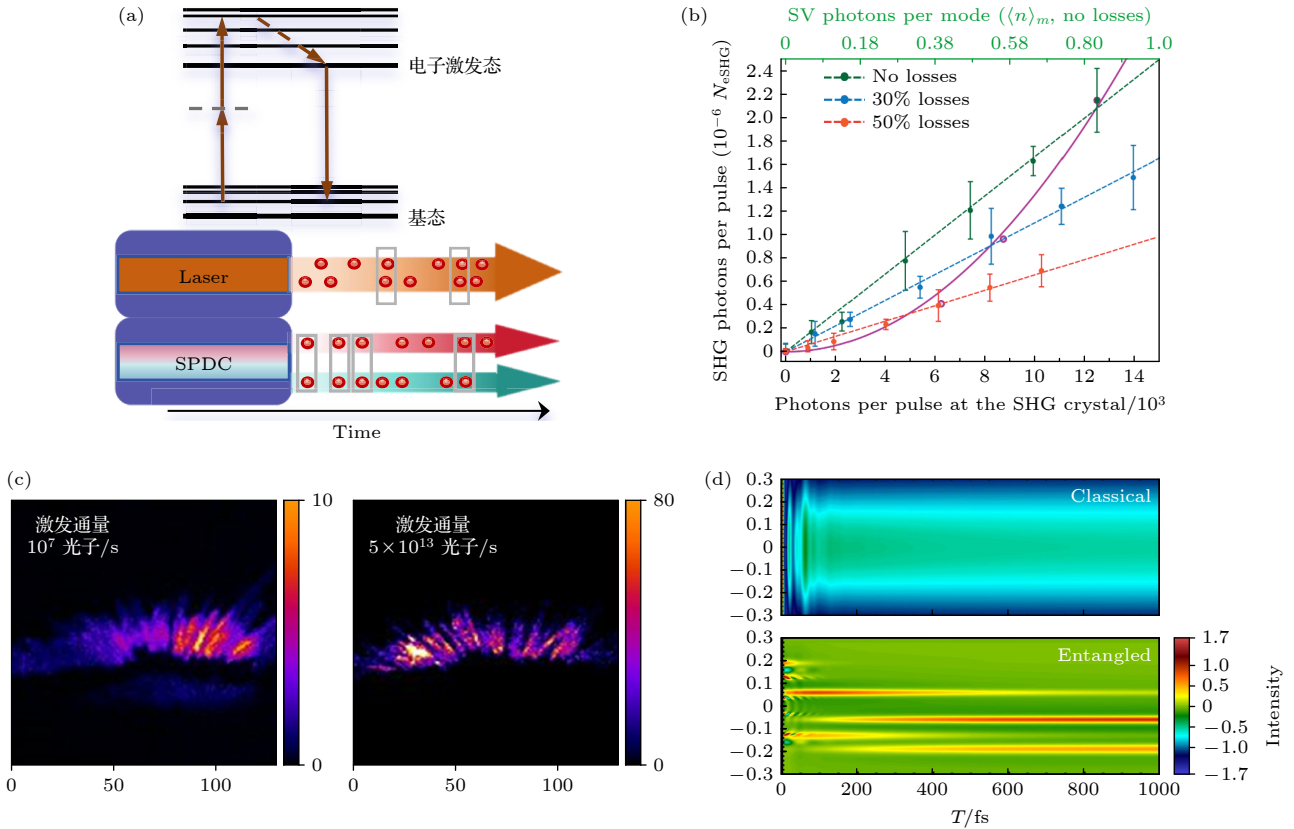 (a)
电子激发态
基态
Laser
SPDC
Time
(b)
SV photons per mode (⟨n⟩m, no losses)
0 0.18 0.38 0.58 0.83 1.0
SHG photons per pulse (10−6 NeSHG)
2.4
2.2
2.0
1.8
1.6
1.4
1.2
1.0
0.8
0.6
0.4
0.2
0
No losses
30% losses
50% losses
0 2 4 6 8 10 12 14
Photons per pulse at the SHG crystal/10³
(c)
激发通量
10⁷ 光子/s
10
0
0 50 100
激发通量
5×10¹³ 光子/s
80
0
0 50 100
(d)
0.3
0.2
0.1
0
−0.1
−0.2
−0.3
Classical
0.3
0.2
0.1
0
−0.1
−0.2
−0.3
Entangled
0 200 400 600 800 1000
T/fs
1.7
1.0
0.5
0
−0.5
−1.0
−1.7
Intensity